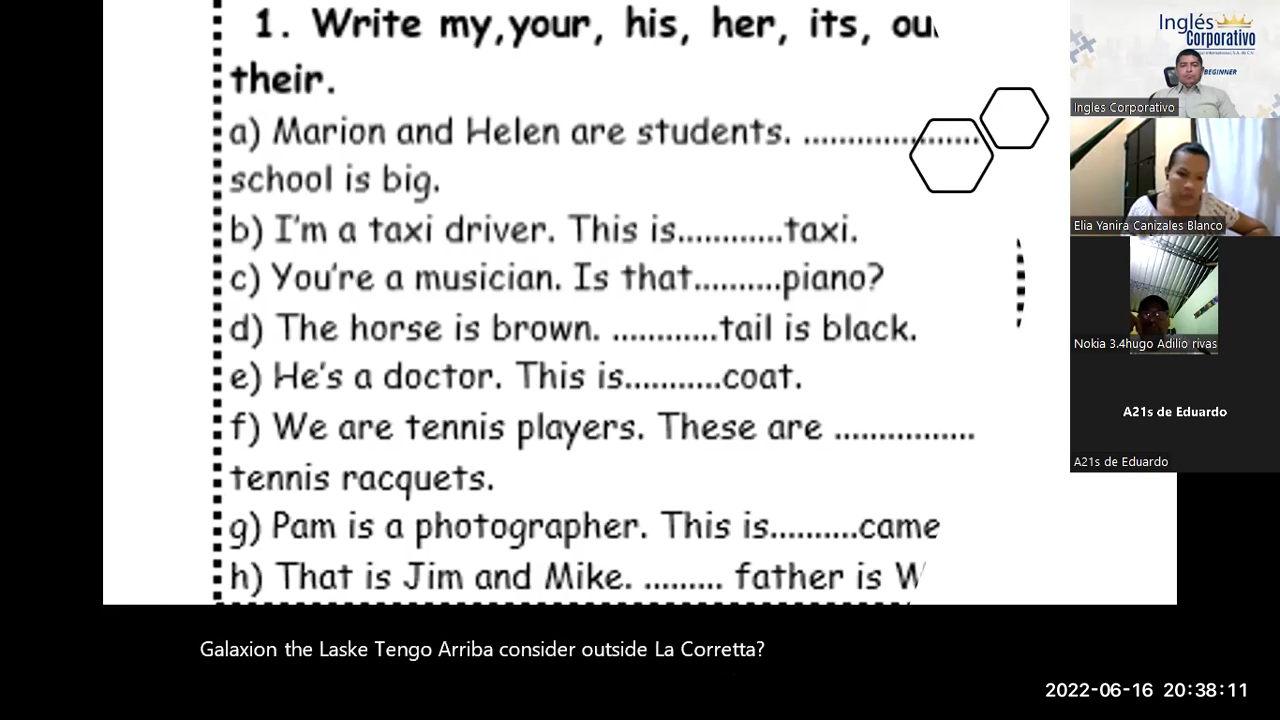 1. Write my,your, his, her, its, ou
their.
a) Marion and Helen are students. ........................
school is big.
b) I'm a taxi driver. This is............taxi.
c) You're a musician. Is that..........piano?
d) The horse is brown. ............tail is black.
e) He's a doctor. This is...........coat.
f) We are tennis players. These are ................
tennis racquets.
g) Pam is a photographer. This is..........came
h) That is Jim and Mike. ......... father is W
Inglés
Corporativo
BEGINNER
Ingles Corporativo
Elia Yanira Canizales Blanco
Nokia 3.4hugo Adilio rivas
A21s de Eduardo
A21s de Eduardo
Galaxion the Laske Tengo Arriba consider outside La Corretta?
2022-06-16 20:38:11